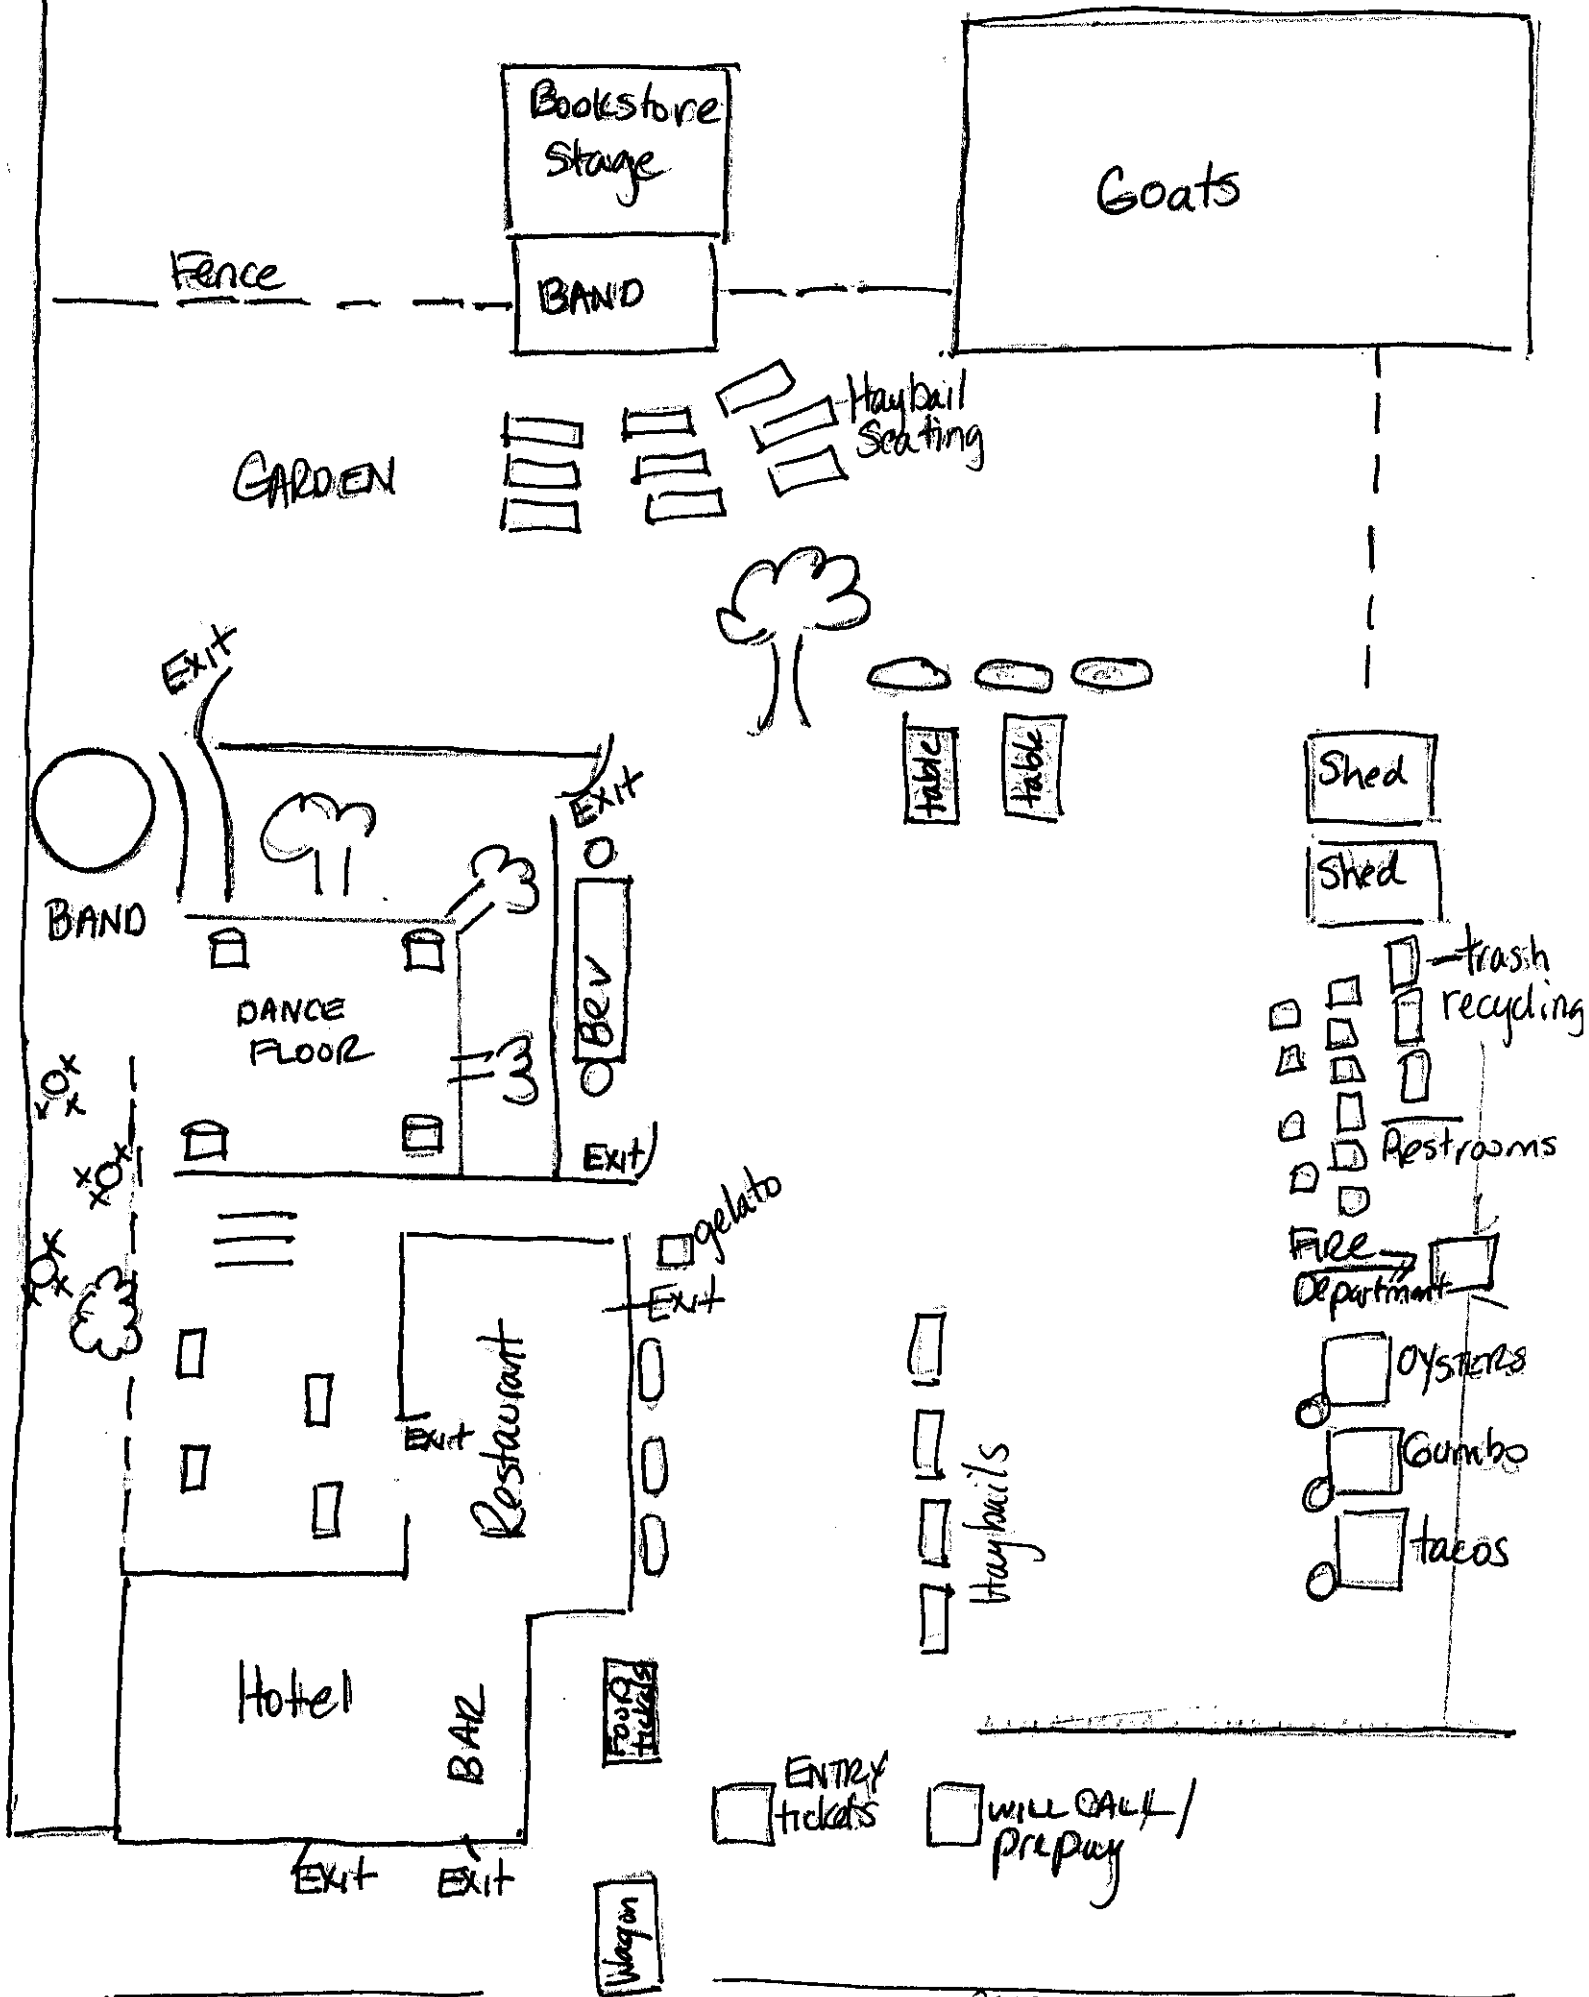 Bookstore
Stage
Goats
Fence
BAND
Haybail
Seating
GARDEN
Exit
Exit
table
table
Shed
Shed
BAND
Bev
trash
recycling
DANCE
FLOOR
Exit
Restrooms
gelato
Exit
FIRE
Department
Restaurant
OYSTERS
Exit
Gumbo
Haybails
tacos
Hotel
BAR
FOOD
tickets
ENTRY
tickets
WILL CALL/
prepay
Exit
Exit
Wagon